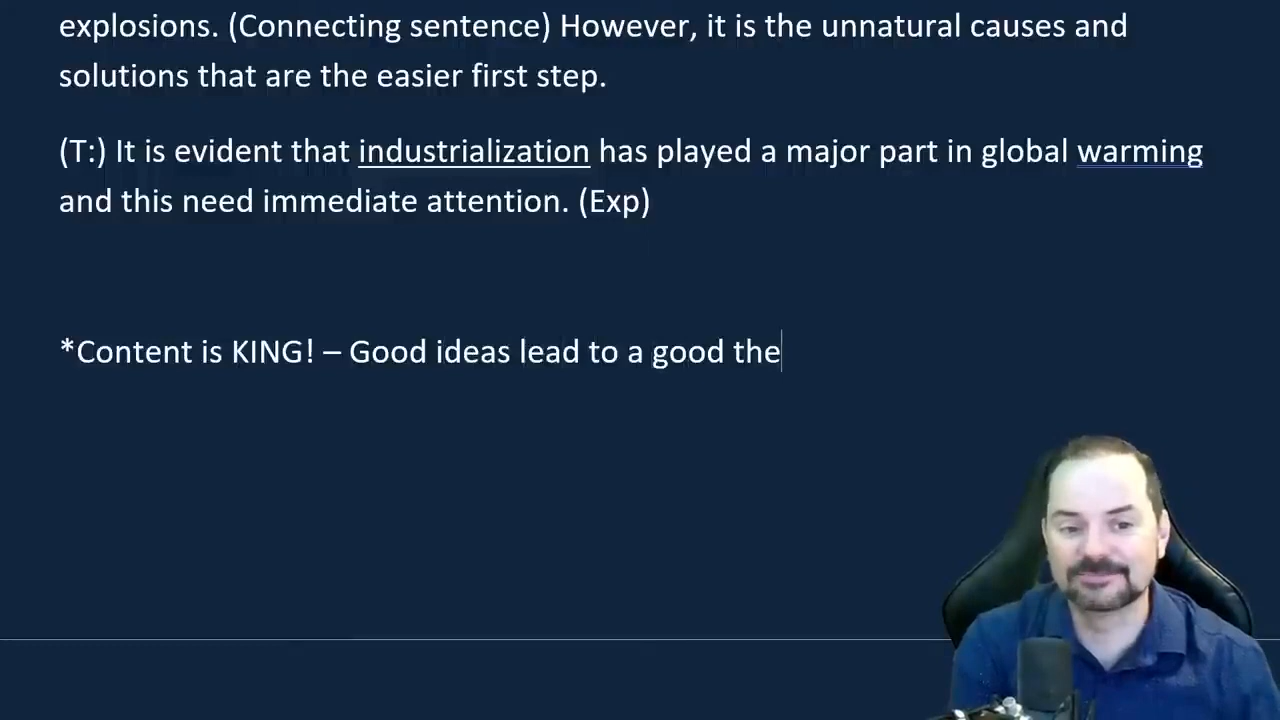 explosions. (Connecting sentence) However, it is the unnatural causes and
solutions that are the easier first step.
(T:) It is evident that industrialization has played a major part in global warming
and this need immediate attention. (Exp)
*Content is KING! – Good ideas lead to a good the